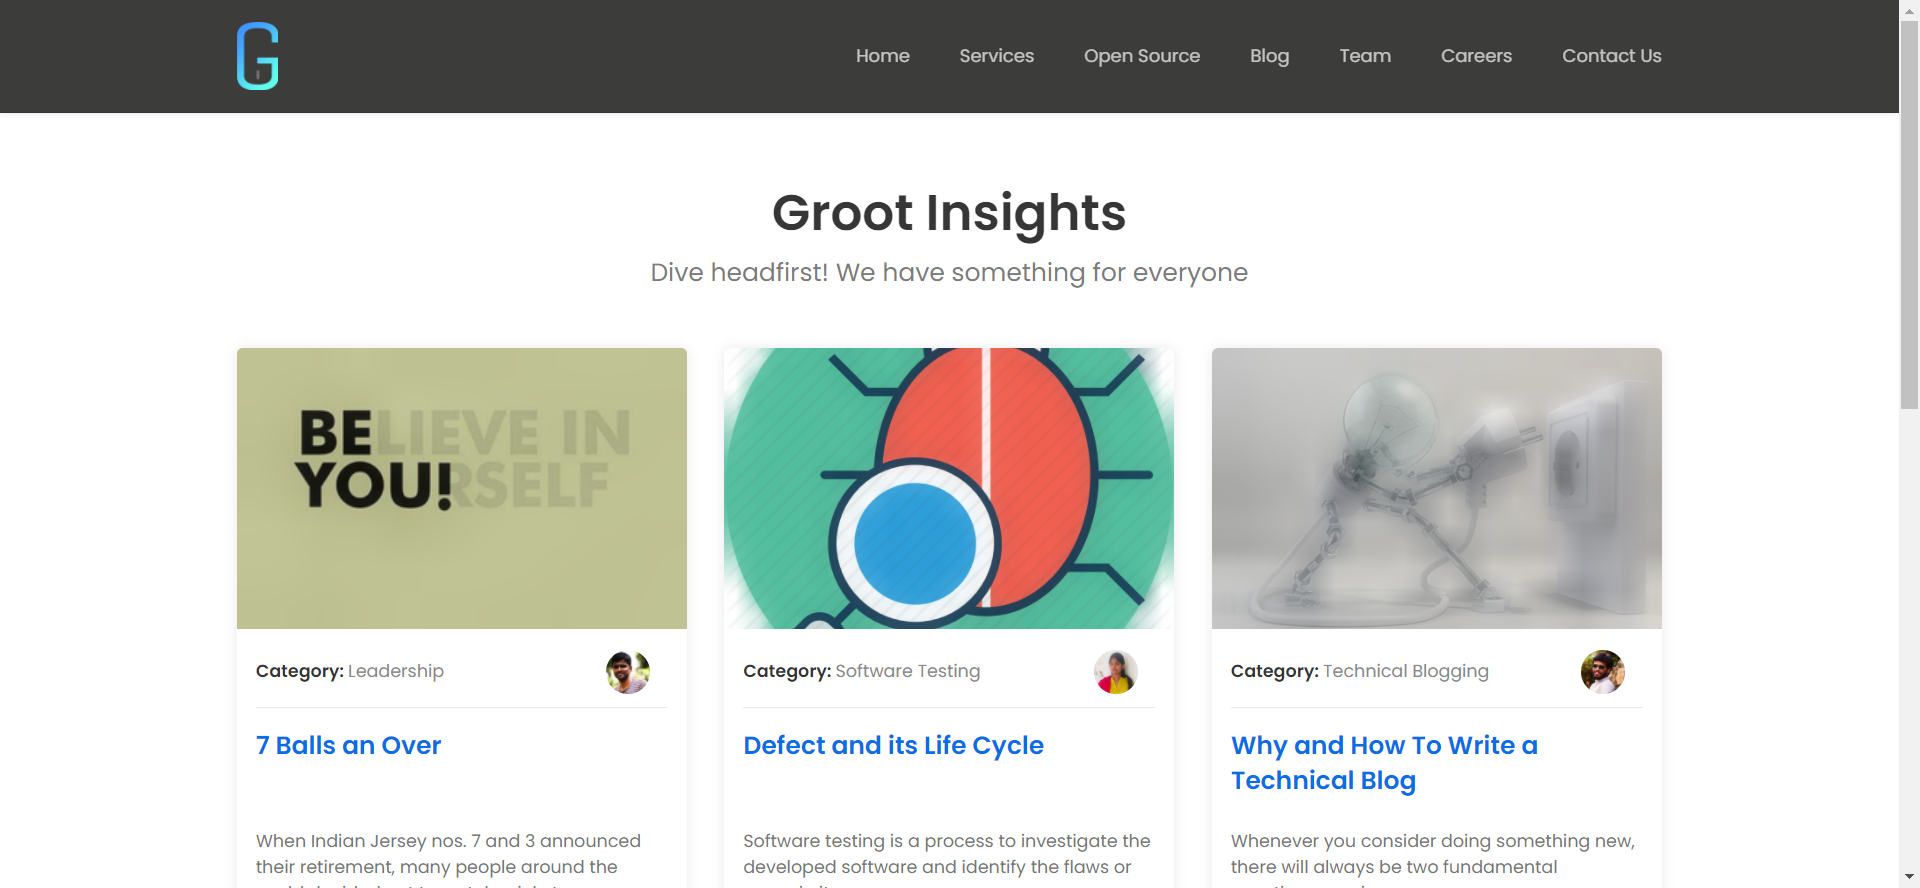 G
Home Services Open Source Blog Team Careers Contact Us
Groot Insights
Dive headfirst! We have something for everyone
BELIEVE IN
YOU!RSELF
Category: Leadership
7 Balls an Over
When Indian Jersey nos. 7 and 3 announced
their retirement, many people around the
Category: Software Testing
Defect and its Life Cycle
Software testing is a process to investigate the
developed software and identify the flaws or
Category: Technical Blogging
Why and How To Write a
Technical Blog
Whenever you consider doing something new,
there will always be two fundamental